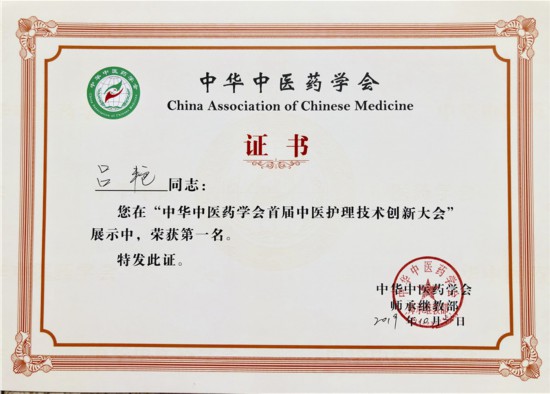 中华中医药学会
China Association of Chinese Medicine
证书
吕艳 同志：
您在“中华中医药学会首届中医护理技术创新大会”
展示中，荣获第一名。
特发此证。
中华中医药学会
师承继教部
2019年10月 日